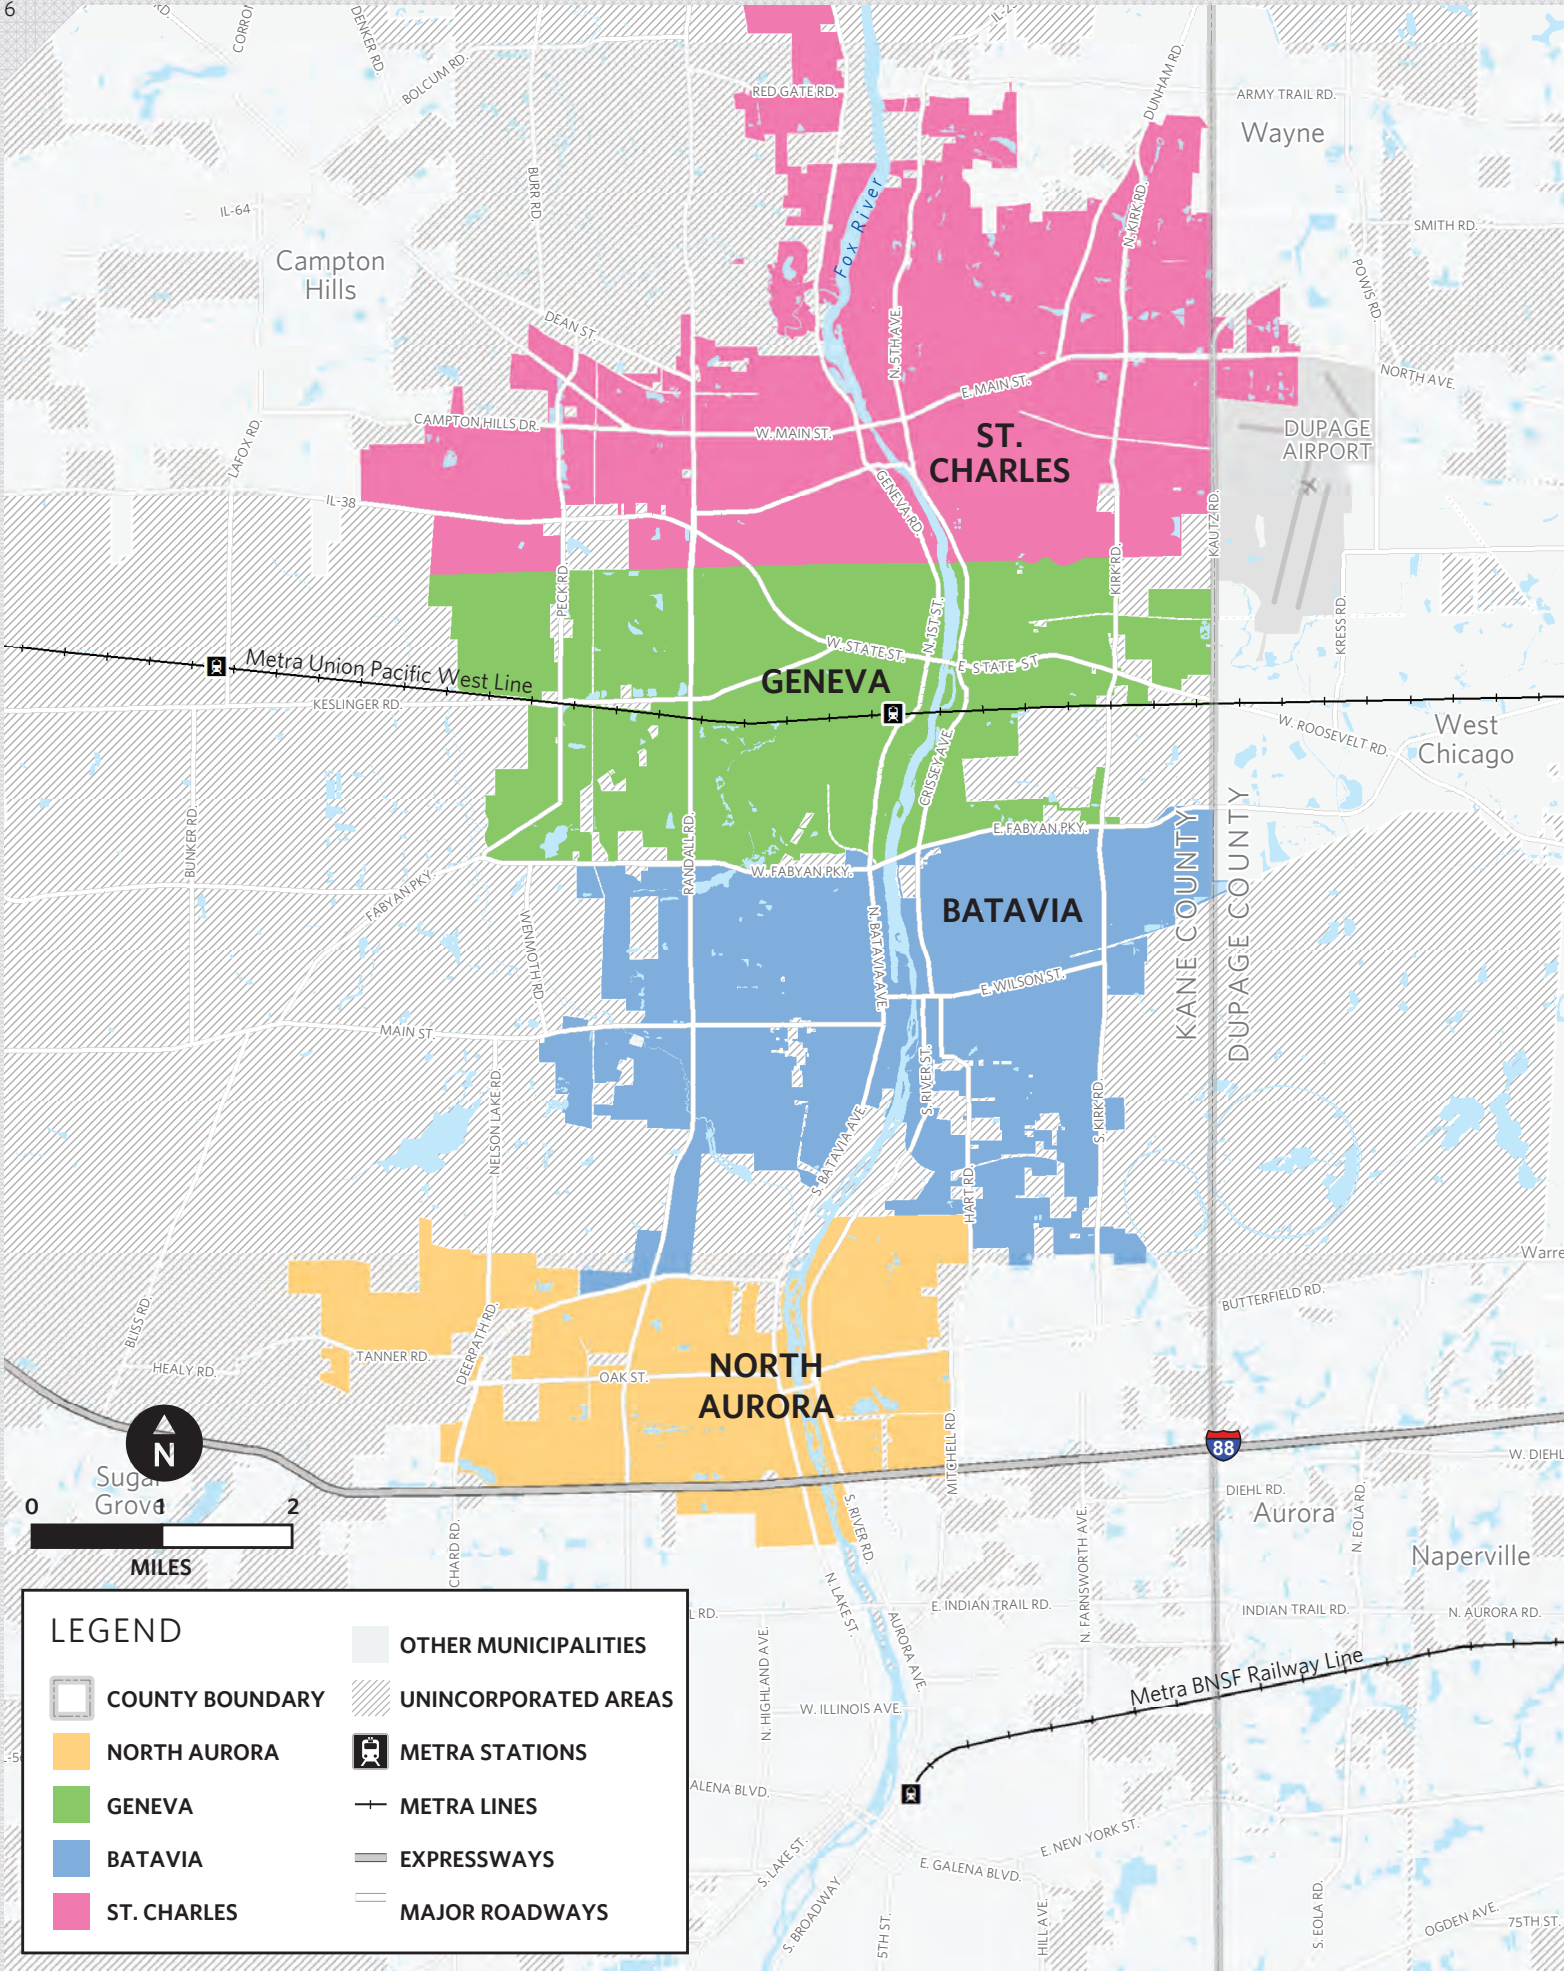 6
RD.
CORRO
DENKER RD.
BOLCUM RD.
RED GATE RD.
DUNHAM RD.
ARMY TRAIL RD.
Wayne
BURR RD.
IL-64
Fox River
N. KIRK RD.
SMITH RD.
Campton
Hills
POWIS RD.
DEAN ST.
N. 5TH AVE.
E. MAIN ST.
NORTH AVE.
CAMPTON HILLS DR.
W. MAIN ST.
LAFOX RD.
ST.
CHARLES
DUPAGE
AIRPORT
IL-38
GENEVA RD.
KAUTZ RD.
PECK RD.
KIRK RD.
N. 1ST ST.
KRESS RD.
W. STATE ST.
E. STATE ST
Metra Union Pacific West Line
GENEVA
KESLINGER RD.
W. ROOSEVELT RD.
West
Chicago
CRISSEY AVE.
BUNKER RD.
RANDALL RD.
E. FABYAN PKY.
W. FABYAN PKY.
FABYAN PKY.
KANE COUNTY
DUPAGE COUNTY
BATAVIA
WENMOTH RD.
N. BATAVIA AVE.
E. WILSON ST.
MAIN ST.
NELSON LAKE RD.
S. RIVER ST.
S. KIRK RD.
S. BATAVIA AVE.
HART RD.
Warre
BUTTERFIELD RD.
BLISS RD.
DEERPATH RD.
TANNER RD.
HEALY RD.
OAK ST.
NORTH
AURORA
MITCHELL RD.
88
N
W. DIEHL
Sugar
Grove
DIEHL RD.
Aurora
N. EOLA RD.
0 1 2
MILES
CHARD RD.
S. RIVER RD.
N. FARNSWORTH AVE.
Naperville
N. LAKE ST.
AURORA AVE.
L RD.
E. INDIAN TRAIL RD.
INDIAN TRAIL RD.
N. AURORA RD.
N. HIGHLAND AVE.
W. ILLINOIS AVE.
Metra BNSF Railway Line
ALENA BLVD.
S. LAKE ST.
E. NEW YORK ST.
E. GALENA BLVD.
S. BROADWAY
5TH ST.
HILL AVE.
S. EOLA RD.
OGDEN AVE.
75TH ST.
LEGEND
COUNTY BOUNDARY
NORTH AURORA
GENEVA
BATAVIA
ST. CHARLES
OTHER MUNICIPALITIES
UNINCORPORATED AREAS
METRA STATIONS
METRA LINES
EXPRESSWAYS
MAJOR ROADWAYS